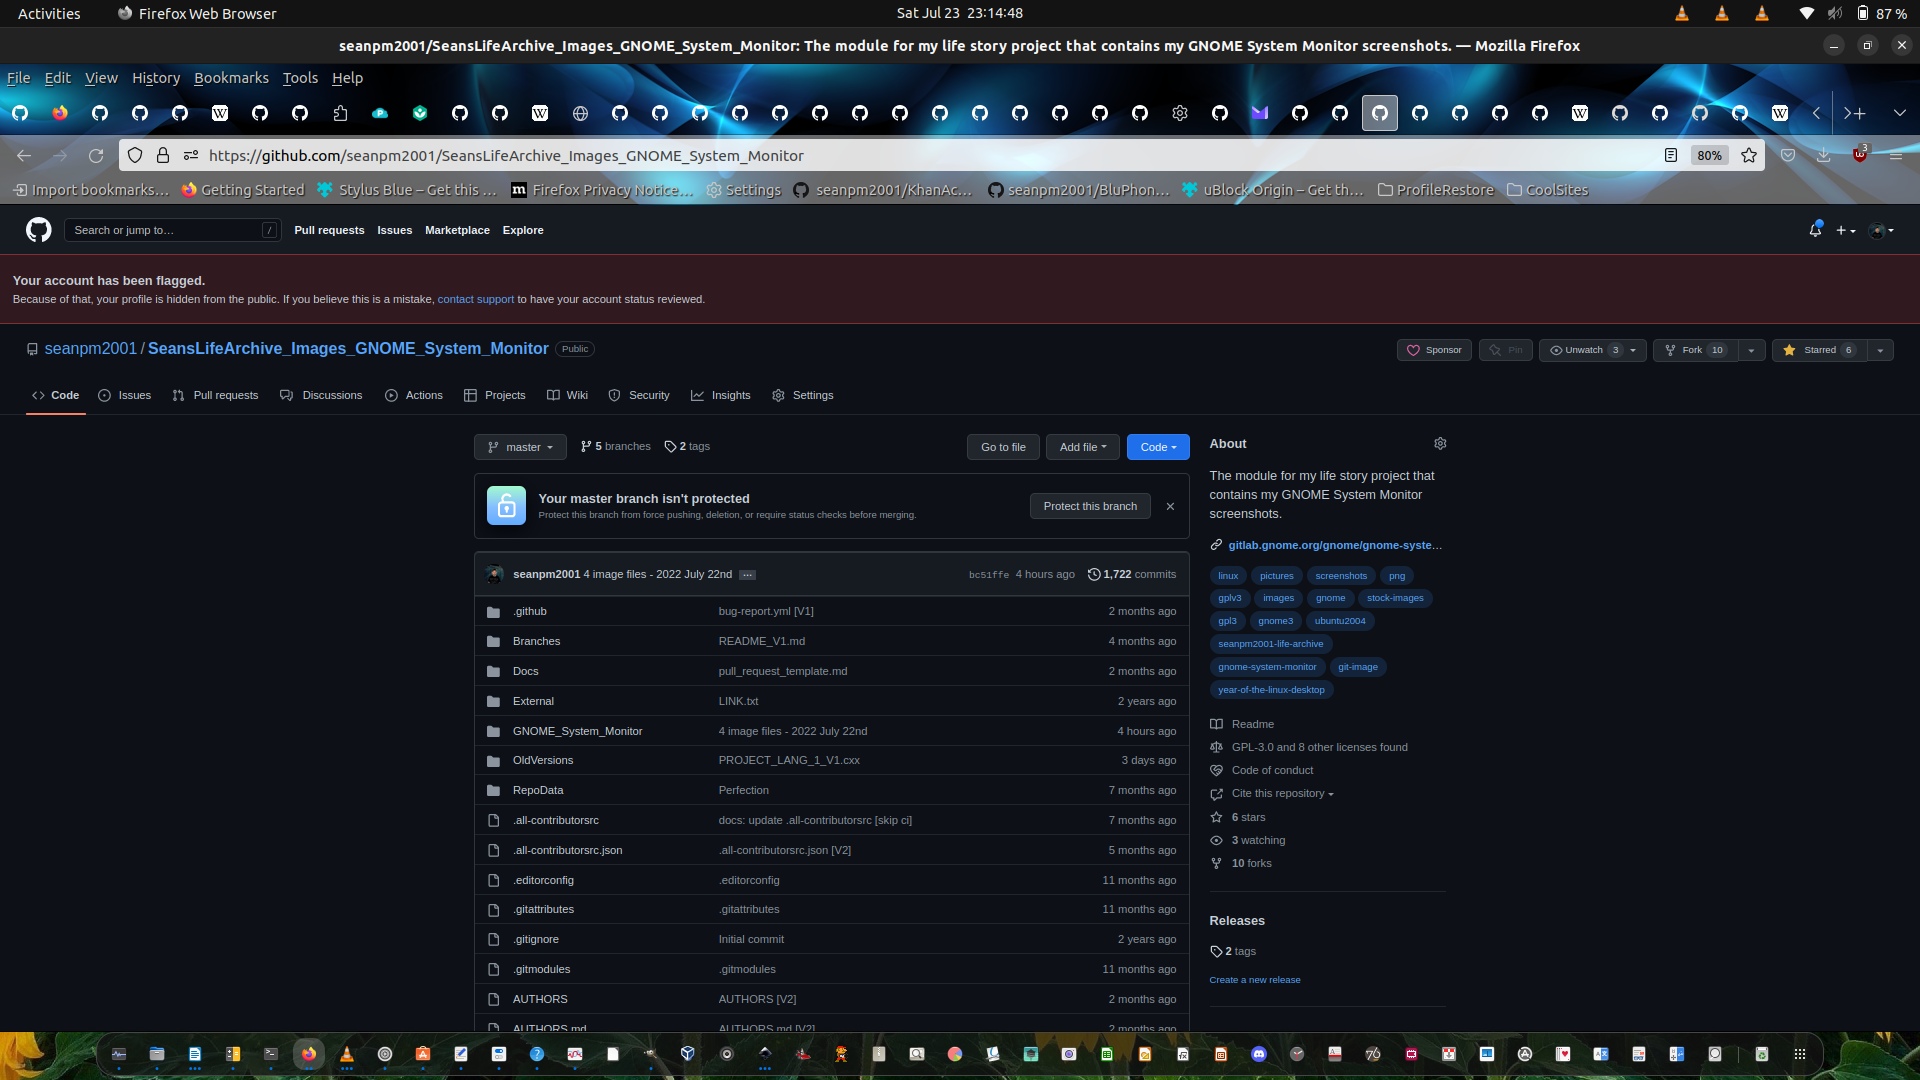 Activities Firefox Web Browser Sat Jul 23 23:14:48 87 %
seanpm2001/SeansLifeArchive_Images_GNOME_System_Monitor: The module for my life story project that contains my GNOME System Monitor screenshots. — Mozilla Firefox
File Edit View History Bookmarks Tools Help
https://github.com/seanpm2001/SeansLifeArchive_Images_GNOME_System_Monitor 80% 3
Import bookmarks… Getting Started Stylus Blue – Get this … Firefox Privacy Notice… Settings seanpm2001/KhanAc… seanpm2001/BluPhon… uBlock Origin – Get th… ProfileRestore CoolSites
Search or jump to… / Pull requests Issues Marketplace Explore
Your account has been flagged.
Because of that, your profile is hidden from the public. If you believe this is a mistake, contact support to have your account status reviewed.
seanpm2001 / SeansLifeArchive_Images_GNOME_System_Monitor Public Sponsor Pin Unwatch 3 Fork 10 Starred 6
Code Issues Pull requests Discussions Actions Projects Wiki Security Insights Settings
master 5 branches 2 tags Go to file Add file Code
Your master branch isn't protected
Protect this branch from force pushing, deletion, or require status checks before merging.
Protect this branch
seanpm2001 4 image files - 2022 July 22nd … bc51ffe 4 hours ago 1,722 commits
.github bug-report.yml [V1] 2 months ago
Branches README_V1.md 4 months ago
Docs pull_request_template.md 2 months ago
External LINK.txt 2 years ago
GNOME_System_Monitor 4 image files - 2022 July 22nd 4 hours ago
OldVersions PROJECT_LANG_1_V1.cxx 3 days ago
RepoData Perfection 7 months ago
.all-contributorsrc docs: update .all-contributorsrc [skip ci] 7 months ago
.all-contributorsrc.json .all-contributorsrc.json [V2] 5 months ago
.editorconfig .editorconfig 11 months ago
.gitattributes .gitattributes 11 months ago
.gitignore Initial commit 2 years ago
.gitmodules .gitmodules 11 months ago
AUTHORS AUTHORS [V2] 2 months ago
AUTHORS.md AUTHORS.md [V2] 2 months ago
About
The module for my life story project that
contains my GNOME System Monitor
screenshots.
gitlab.gnome.org/gnome/gnome-syste…
linux pictures screenshots png
gplv3 images gnome stock-images
gpl3 gnome3 ubuntu2004
seanpm2001-life-archive
gnome-system-monitor git-image
year-of-the-linux-desktop
Readme
GPL-3.0 and 8 other licenses found
Code of conduct
Cite this repository
6 stars
3 watching
10 forks
Releases
2 tags
Create a new release